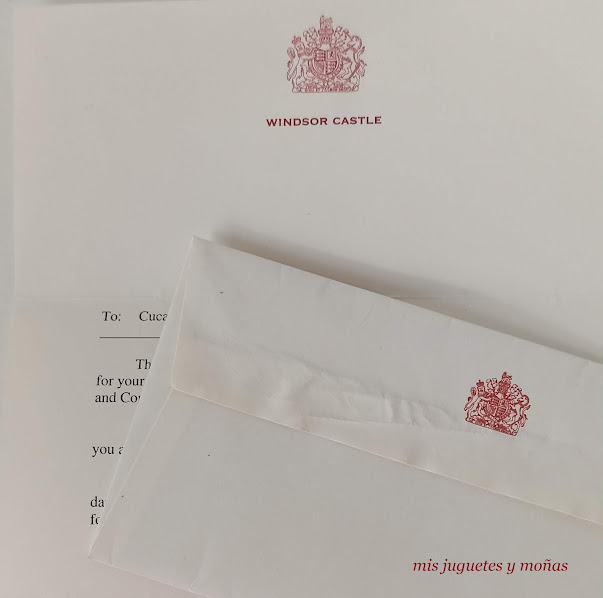 WINDSOR CASTLE
To: Cuca
Th
for your
and Co
you a
da
fo
mis juguetes y moñas